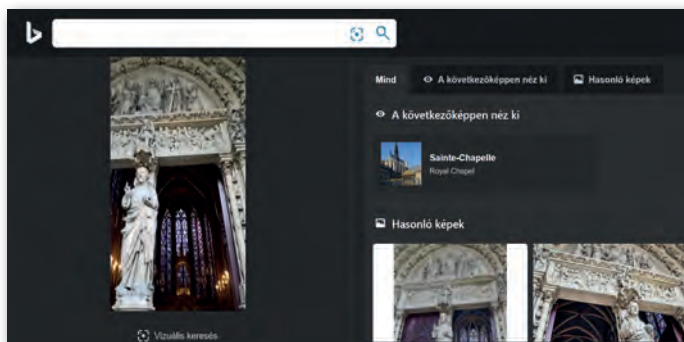 Mind
A következőképpen néz ki
Hasonló képek
A következőképpen néz ki
Sainte-Chapelle
Royal Chapel
Hasonló képek
Vizuális keresés